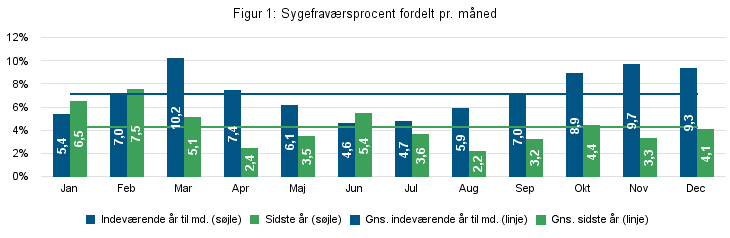 Figur 1: Sygefraværsprocent fordelt pr. måned
12%
10%
8%
6%
4%
2%
0%
5,4 6,5 7,0 7,5 10,2 5,1 7,4 2,4 6,1 3,5 4,6 5,4 4,7 3,6 5,9 2,2 7,0 3,2 8,9 4,4 9,7 3,3 9,3 4,1
Jan Feb Mar Apr Maj Jun Jul Aug Sep Okt Nov Dec
Indeværende år til md. (søjle) Sidste år (søjle) Gns. indeværende år til md. (linje) Gns. sidste år (linje)